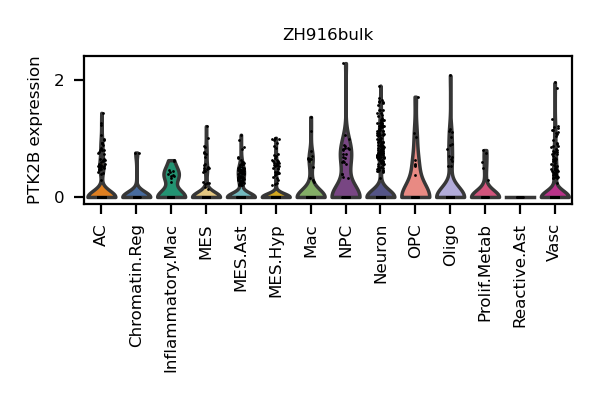 ZH916bulk
PTK2B expression
2
0
AC
Chromatin.Reg
Inflammatory.Mac
MES
MES.Ast
MES.Hyp
Mac
NPC
Neuron
OPC
Oligo
Prolif.Metab
Reactive.Ast
Vasc